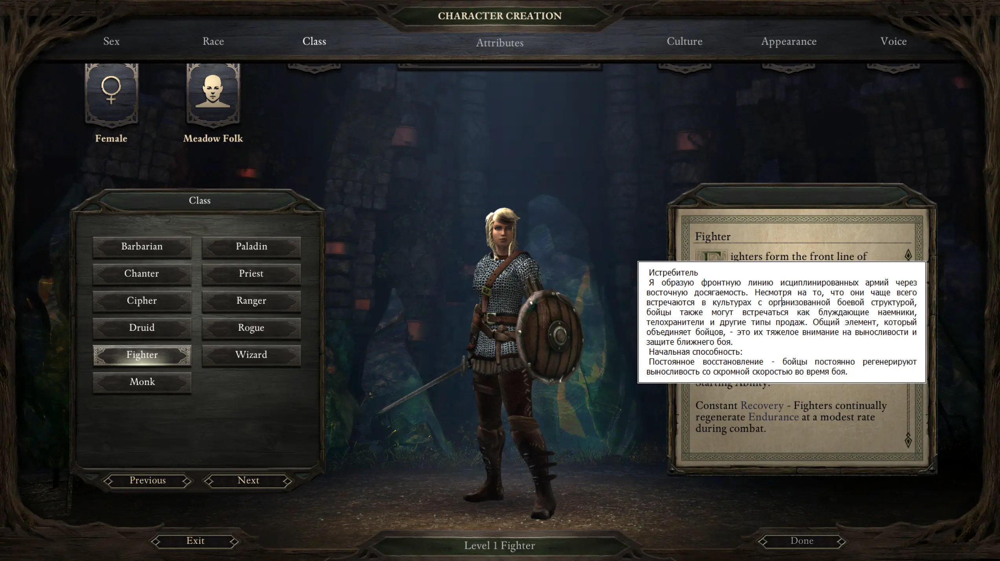 CHARACTER CREATION
Sex
Race
Class
Attributes
Culture
Appearance
Voice
Female
Meadow Folk
Class
Barbarian
Paladin
Chanter
Priest
Cipher
Ranger
Druid
Rogue
Fighter
Wizard
Monk
Previous
Next
Fighter
Fighters form the front line of
Истребитель
Я образую фронтную линию исциплинированных армий через
восточную досягаемость. Несмотря на то, что они чаще всего
встречаются в культурах с организованной боевой структурой,
бойцы также могут встречаться как блуждающие наемники,
телохранители и другие типы продаж. Общий элемент, который
объединяет бойцов, - это их тяжелое внимание на выносливости и
защите ближнего боя.
Начальная способность:
Постоянное восстановление - бойцы постоянно регенерируют
выносливость со скромной скоростью во время боя.
Starting Ability:
Constant Recovery - Fighters continually
regenerate Endurance at a modest rate
during combat.
Exit
Level 1 Fighter
Done